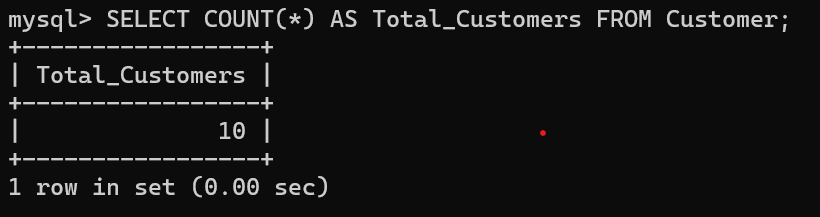 mysql> SELECT COUNT(*) AS Total_Customers FROM Customer;
+-----------------+
| Total_Customers |
+-----------------+
|              10 |
+-----------------+
1 row in set (0.00 sec)